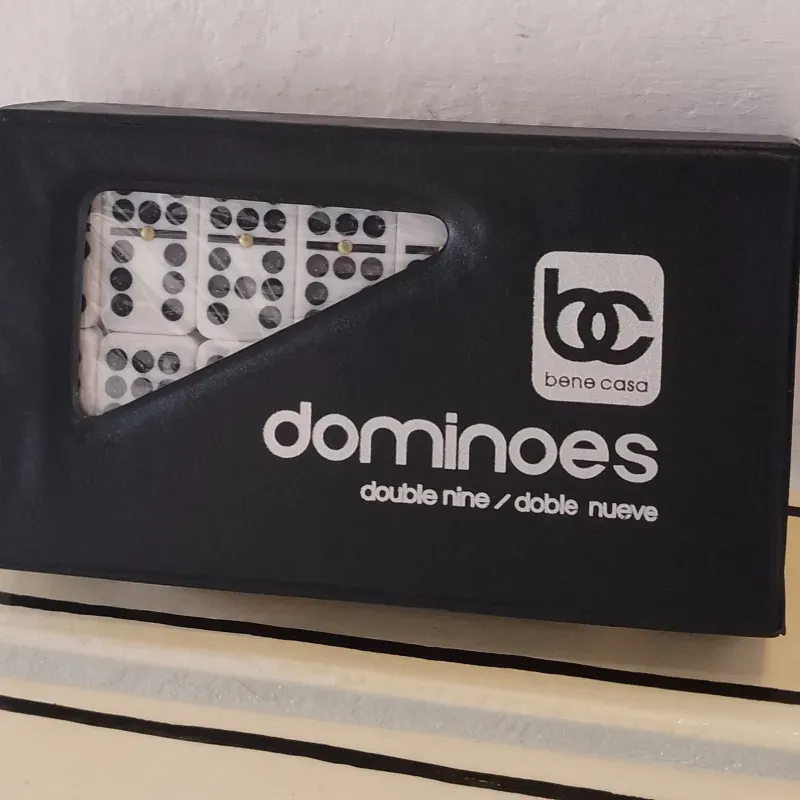 bc
bene casa
dominoes
double nine / doble nueve